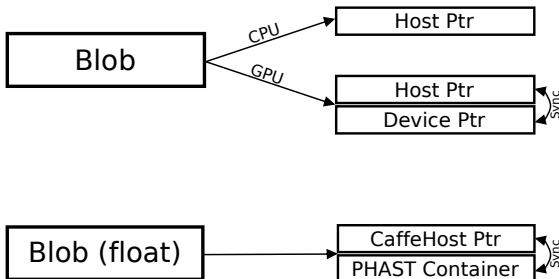 Host Ptr
CPU
Blob
GPU
Host Ptr
Sync
Device Ptr
CaffeHost Ptr
Blob (float)
Sync
PHAST Container